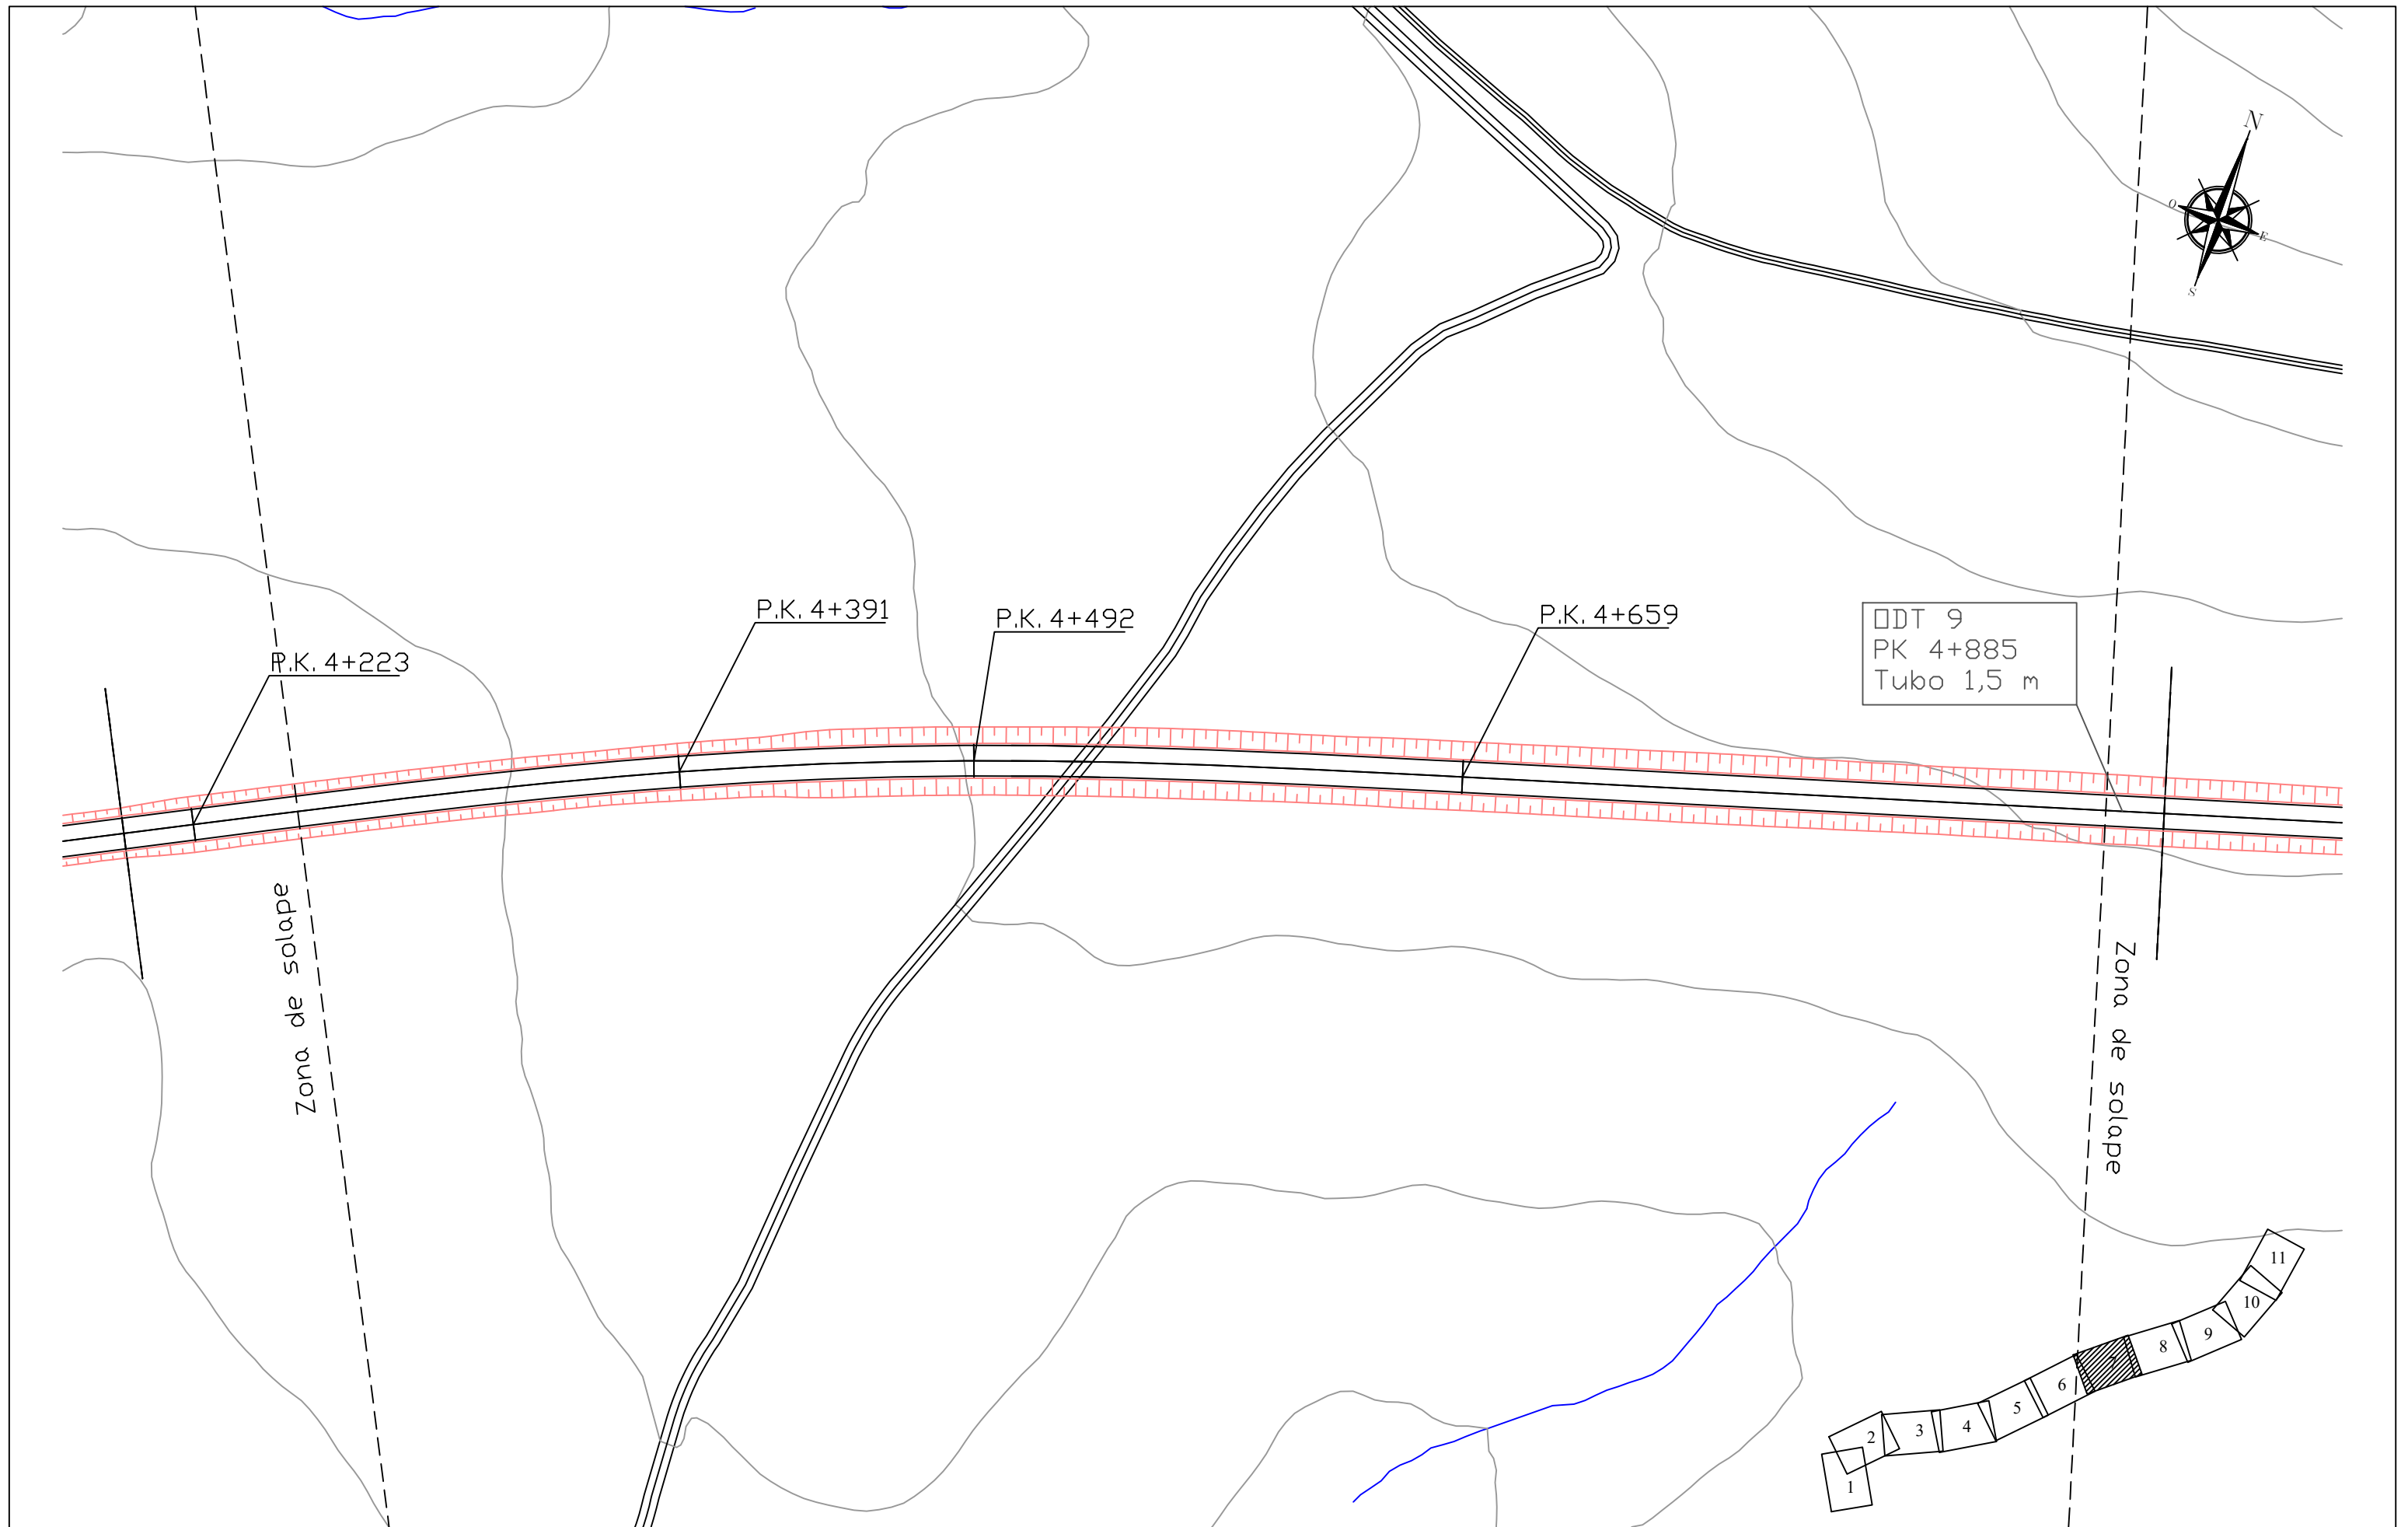 N
O
E
S
P.K. 4+391
P.K. 4+492
P.K. 4+659
ODT 9
PK 4+885
Tubo 1,5 m
P.K. 4+223
Zona de solape
Zona de solape
11
10
9
8
7
6
5
4
3
2
1